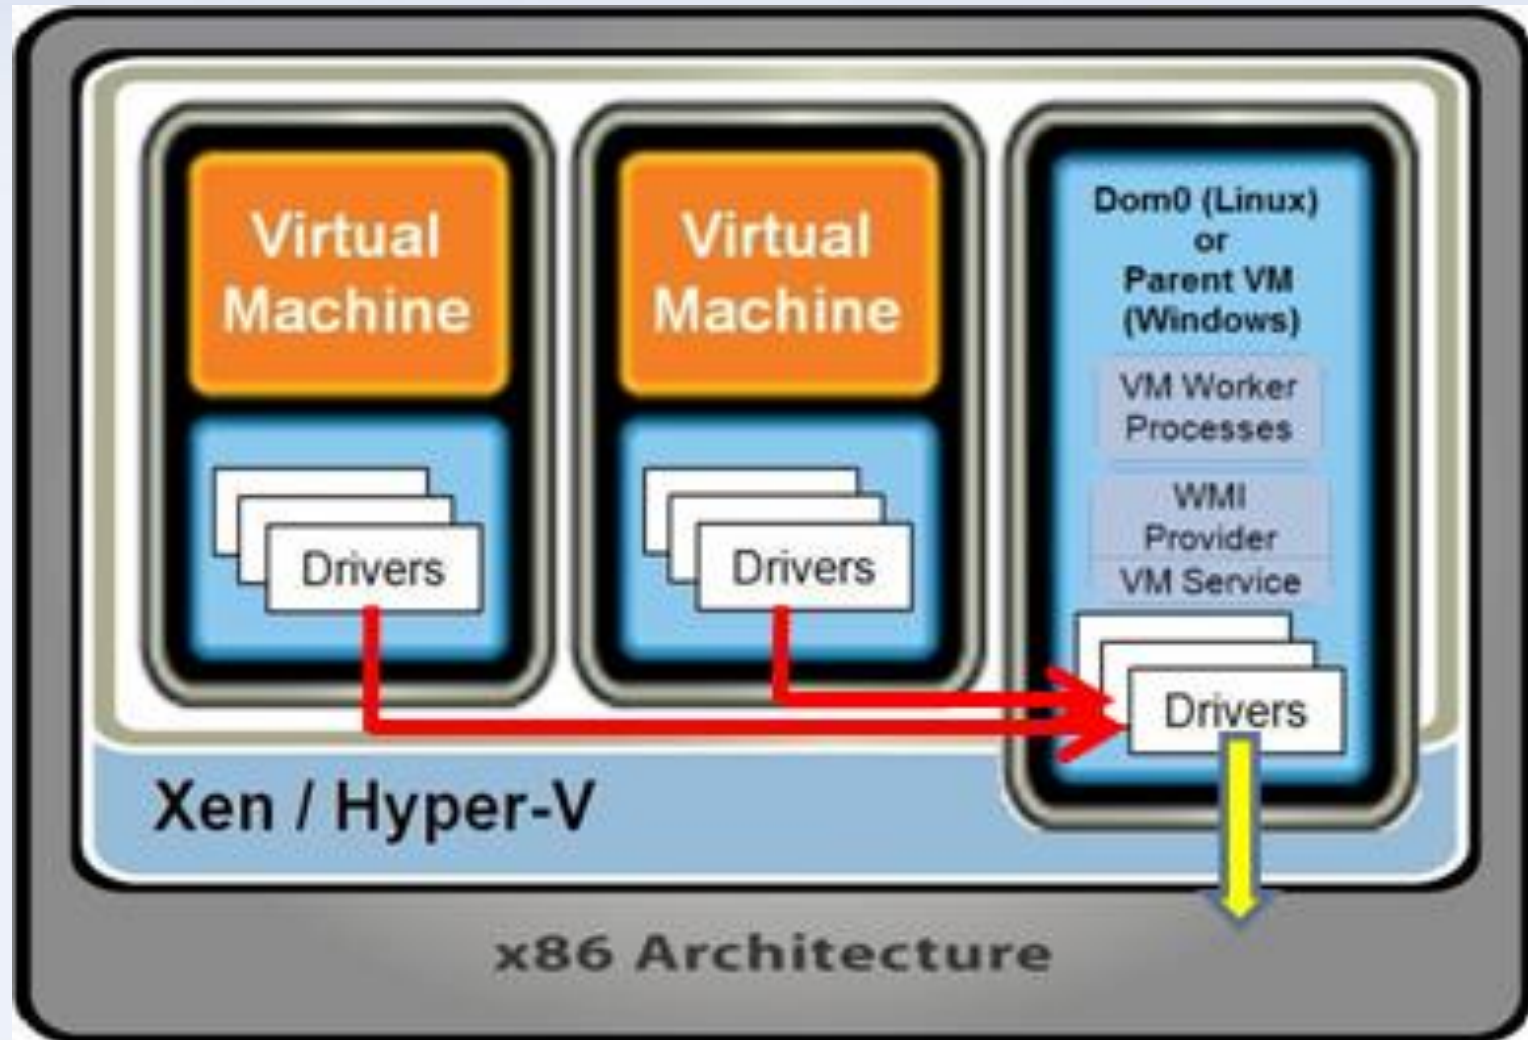 Virtual
Machine
Drivers
Virtual
Machine
Drivers
Dom0 (Linux)
or
Parent VM
(Windows)
VM Worker
Processes
WMI
Provider
VM Service
Drivers
Xen / Hyper-V
x86 Architecture